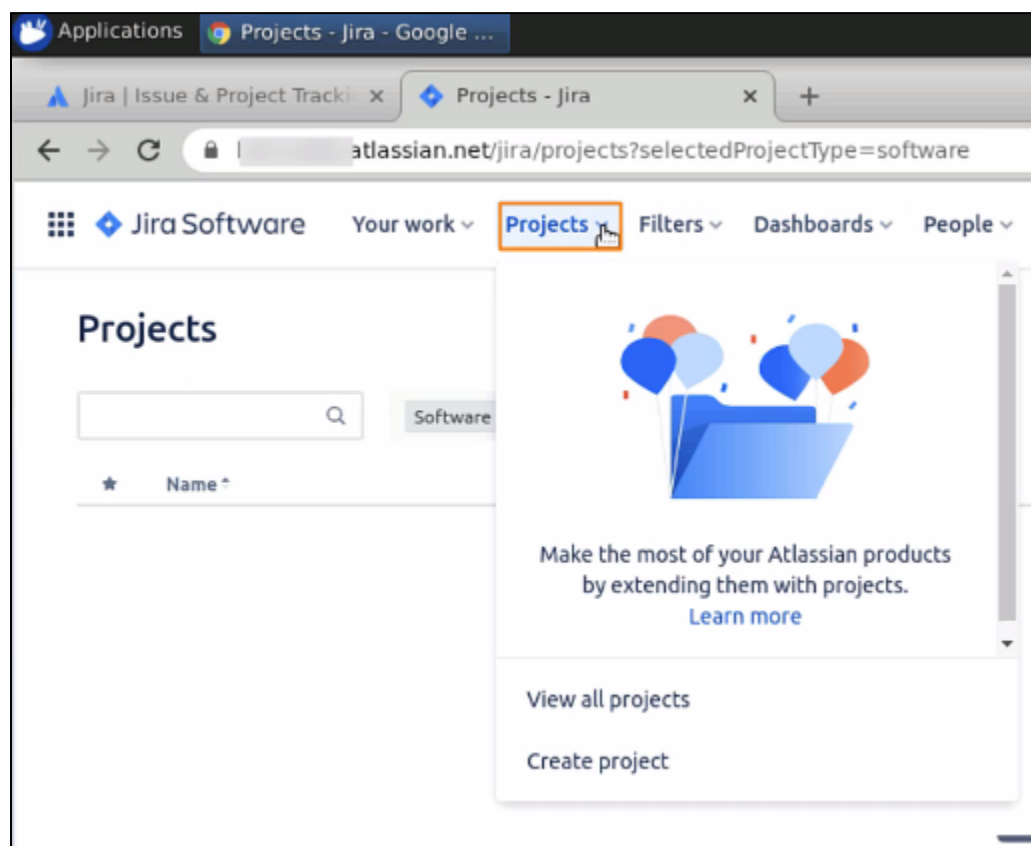 Applications Projects - Jira - Google ...
Jira | Issue & Project Tracki Projects - Jira
atlassian.net/jira/projects?selectedProjectType=software
Jira Software Your work Projects Filters Dashboards People
Projects
Software
Name
Make the most of your Atlassian products
by extending them with projects.
Learn more
View all projects
Create project